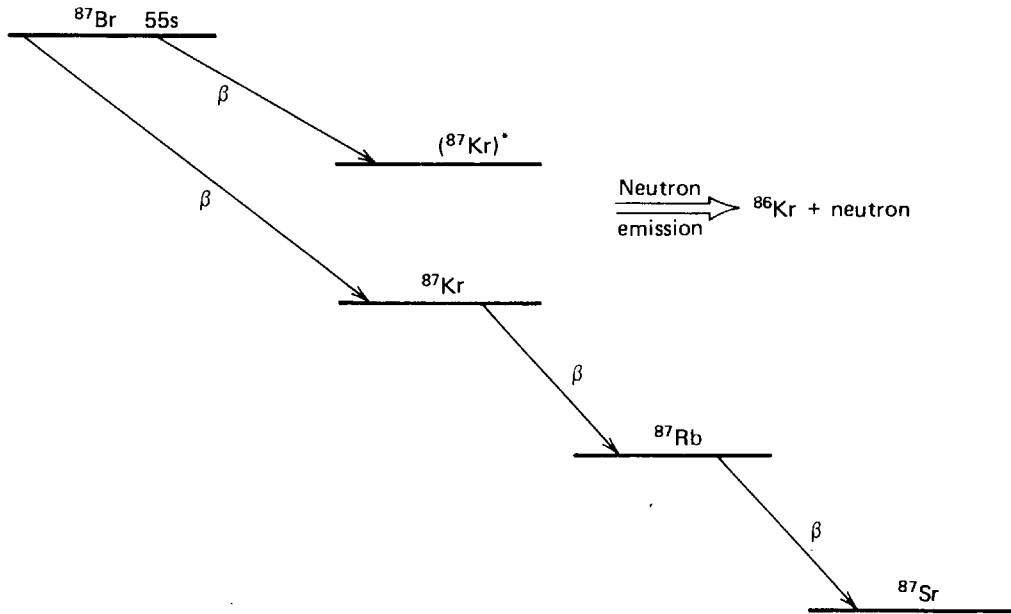 ⁸⁷Br 55s
β
(⁸⁷Kr)*
β
Neutron
emission
⁸⁶Kr + neutron
⁸⁷Kr
β
⁸⁷Rb
β
⁸⁷Sr